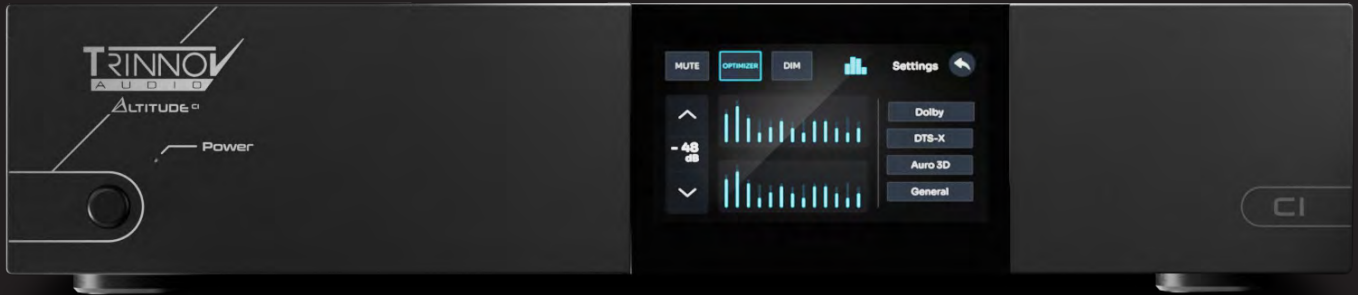 TRINNOV
AUDIO
ALTITUDE CI
Power
MUTE
OPTIMIZER
DIM
Settings
- 48
dB
Dolby
DTS-X
Auro 3D
General
CI